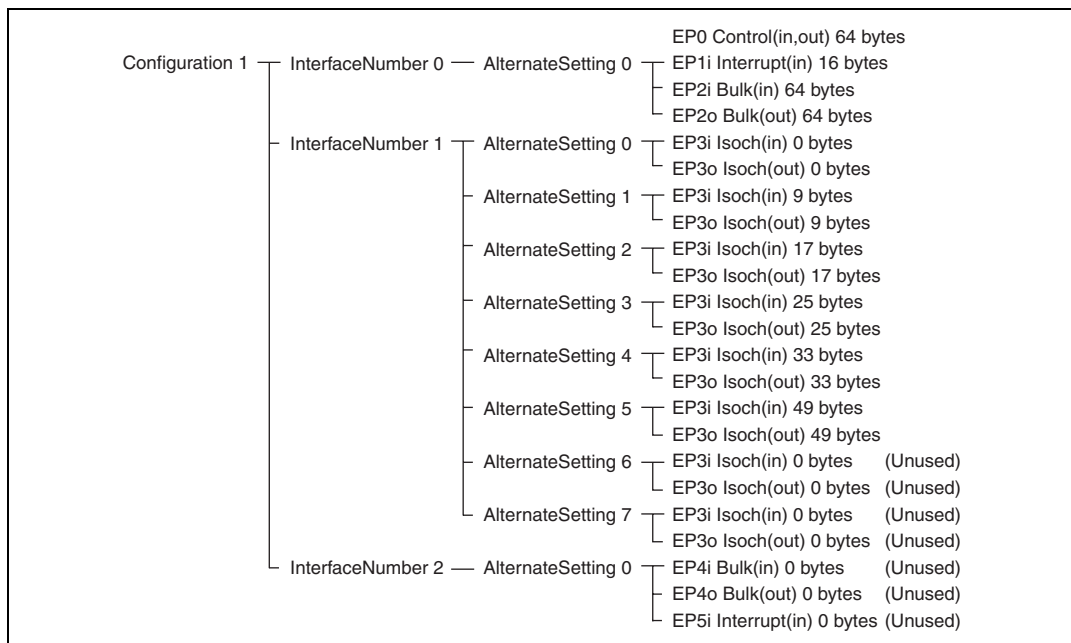 EP0 Control(in,out) 64 bytes
Configuration 1 InterfaceNumber 0 AlternateSetting 0 EP1i Interrupt(in) 16 bytes
EP2i Bulk(in) 64 bytes
EP2o Bulk(out) 64 bytes
InterfaceNumber 1 AlternateSetting 0 EP3i Isoch(in) 0 bytes
EP3o Isoch(out) 0 bytes
AlternateSetting 1 EP3i Isoch(in) 9 bytes
EP3o Isoch(out) 9 bytes
AlternateSetting 2 EP3i Isoch(in) 17 bytes
EP3o Isoch(out) 17 bytes
AlternateSetting 3 EP3i Isoch(in) 25 bytes
EP3o Isoch(out) 25 bytes
AlternateSetting 4 EP3i Isoch(in) 33 bytes
EP3o Isoch(out) 33 bytes
AlternateSetting 5 EP3i Isoch(in) 49 bytes
EP3o Isoch(out) 49 bytes
AlternateSetting 6 EP3i Isoch(in) 0 bytes (Unused)
EP3o Isoch(out) 0 bytes (Unused)
AlternateSetting 7 EP3i Isoch(in) 0 bytes (Unused)
EP3o Isoch(out) 0 bytes (Unused)
InterfaceNumber 2 AlternateSetting 0 EP4i Bulk(in) 0 bytes (Unused)
EP4o Bulk(out) 0 bytes (Unused)
EP5i Interrupt(in) 0 bytes (Unused)